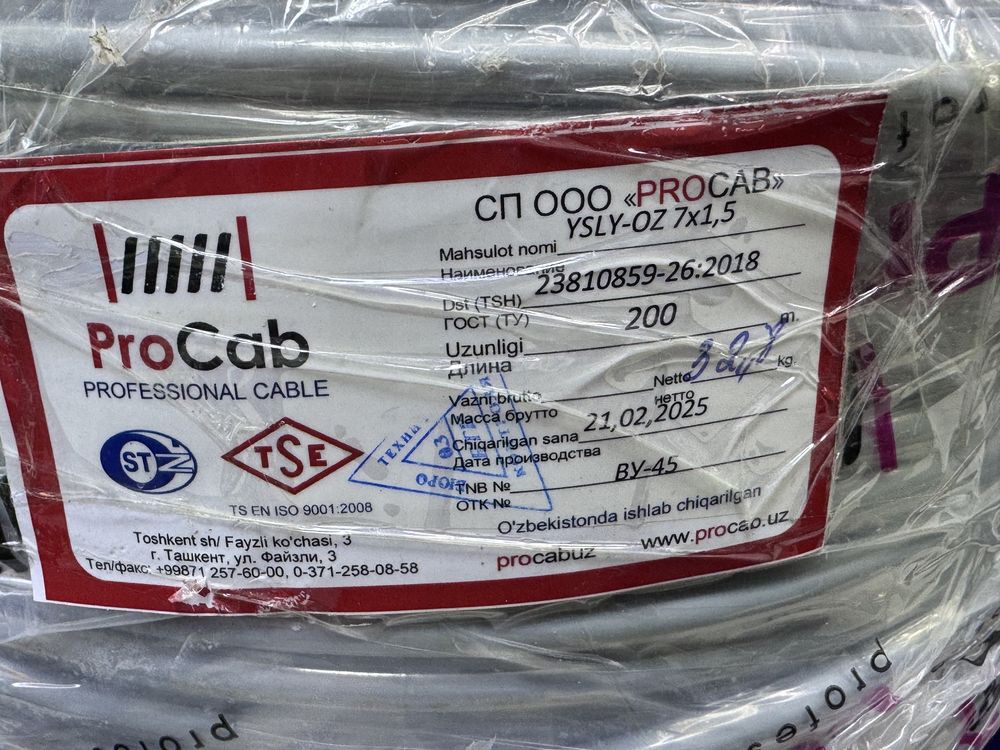 СП ООО «PROCAB»
Mahsulot nomi YSLY-OZ 7x1,5
Наименование
Dst (TSH) 23810859-26:2018
ГОСТ (ТУ)
Uzunligi 200 m.
Длина
Vazni brutto Netto kg.
Масса брутто нетто
Chiqarilgan sana 21,02,2025
Дата производства
TNB № BY-45
ОТК №
O'zbekistonda ishlab chiqarilgan
procabuz www.procab.uz
ProCab
PROFESSIONAL CABLE
ST
TSE
TS EN ISO 9001:2008
Toshkent sh/ Fayzli ko'chasi, 3
г. Ташкент, ул. Файзли, 3
Тел/факс: +99871 257-60-00, 0-371-258-08-58